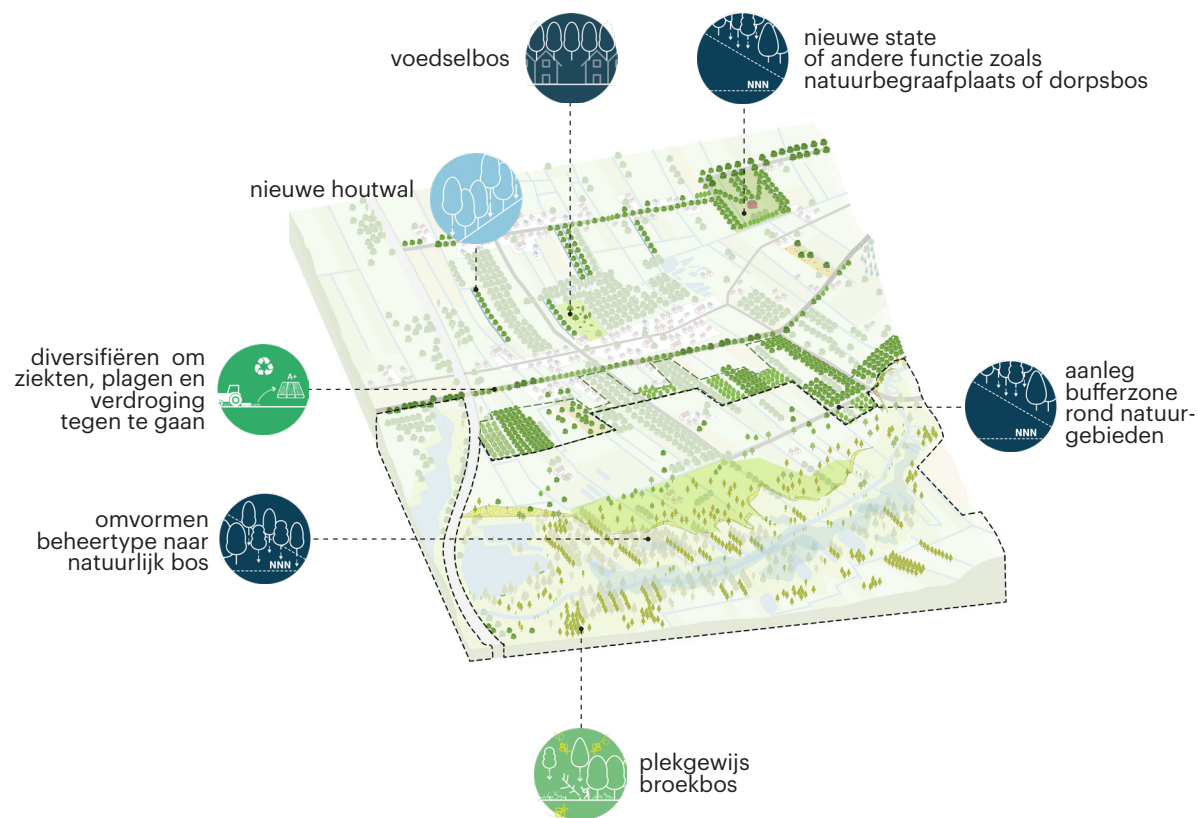 voedselbos
NNN
nieuwe state
of andere functie zoals
natuurbegraafplaats of dorpsbos
nieuwe houtwal
diversifiëren om
ziekten, plagen en
verdroging
tegen te gaan
A+
NNN
aanleg
bufferzone
rond natuur-
gebieden
omvormen
beheertype naar
natuurlijk bos
NNN
plekgewijs
broekbos